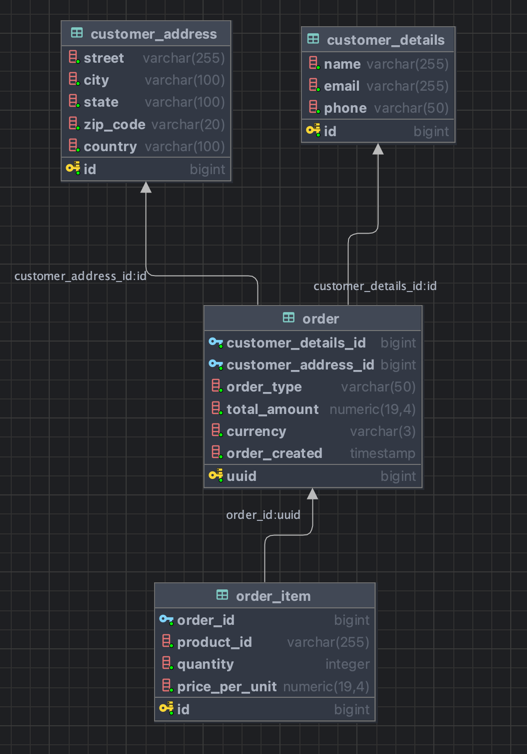 customer_address
street varchar(255)
city varchar(100)
state varchar(100)
zip_code varchar(20)
country varchar(100)
id bigint
customer_details
name varchar(255)
email varchar(255)
phone varchar(50)
id bigint
customer_address_id:id
customer_details_id:id
order
customer_details_id bigint
customer_address_id bigint
order_type varchar(50)
total_amount numeric(19,4)
currency varchar(3)
order_created timestamp
uuid bigint
order_id:uuid
order_item
order_id bigint
product_id varchar(255)
quantity integer
price_per_unit numeric(19,4)
id bigint